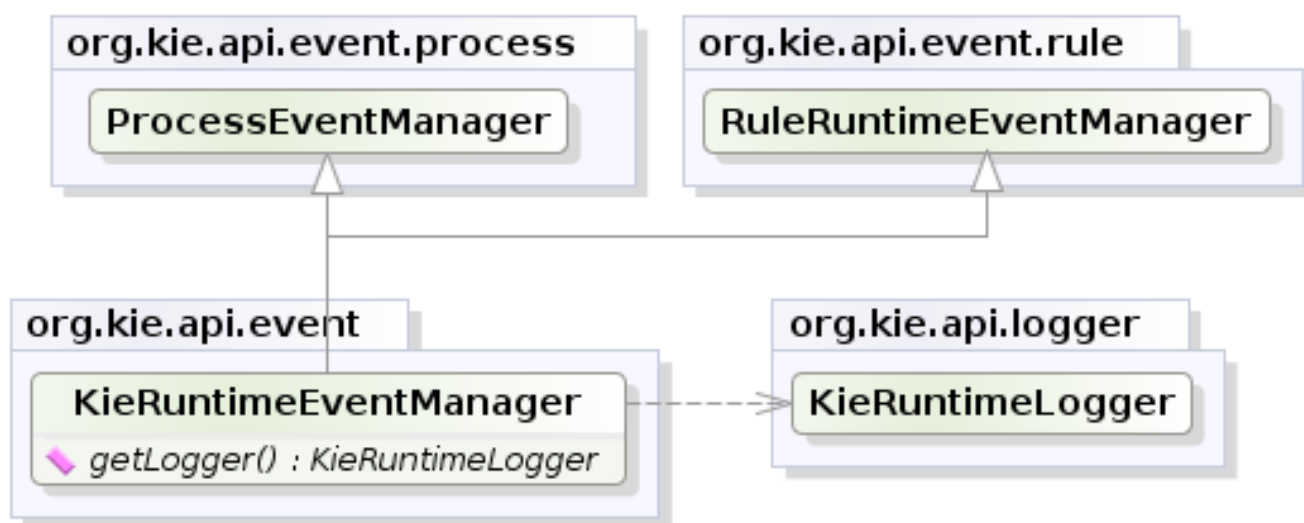 org.kie.api.event.process
ProcessEventManager
org.kie.api.event.rule
RuleRuntimeEventManager
org.kie.api.event
KieRuntimeEventManager
getLogger() : KieRuntimeLogger
org.kie.api.logger
KieRuntimeLogger